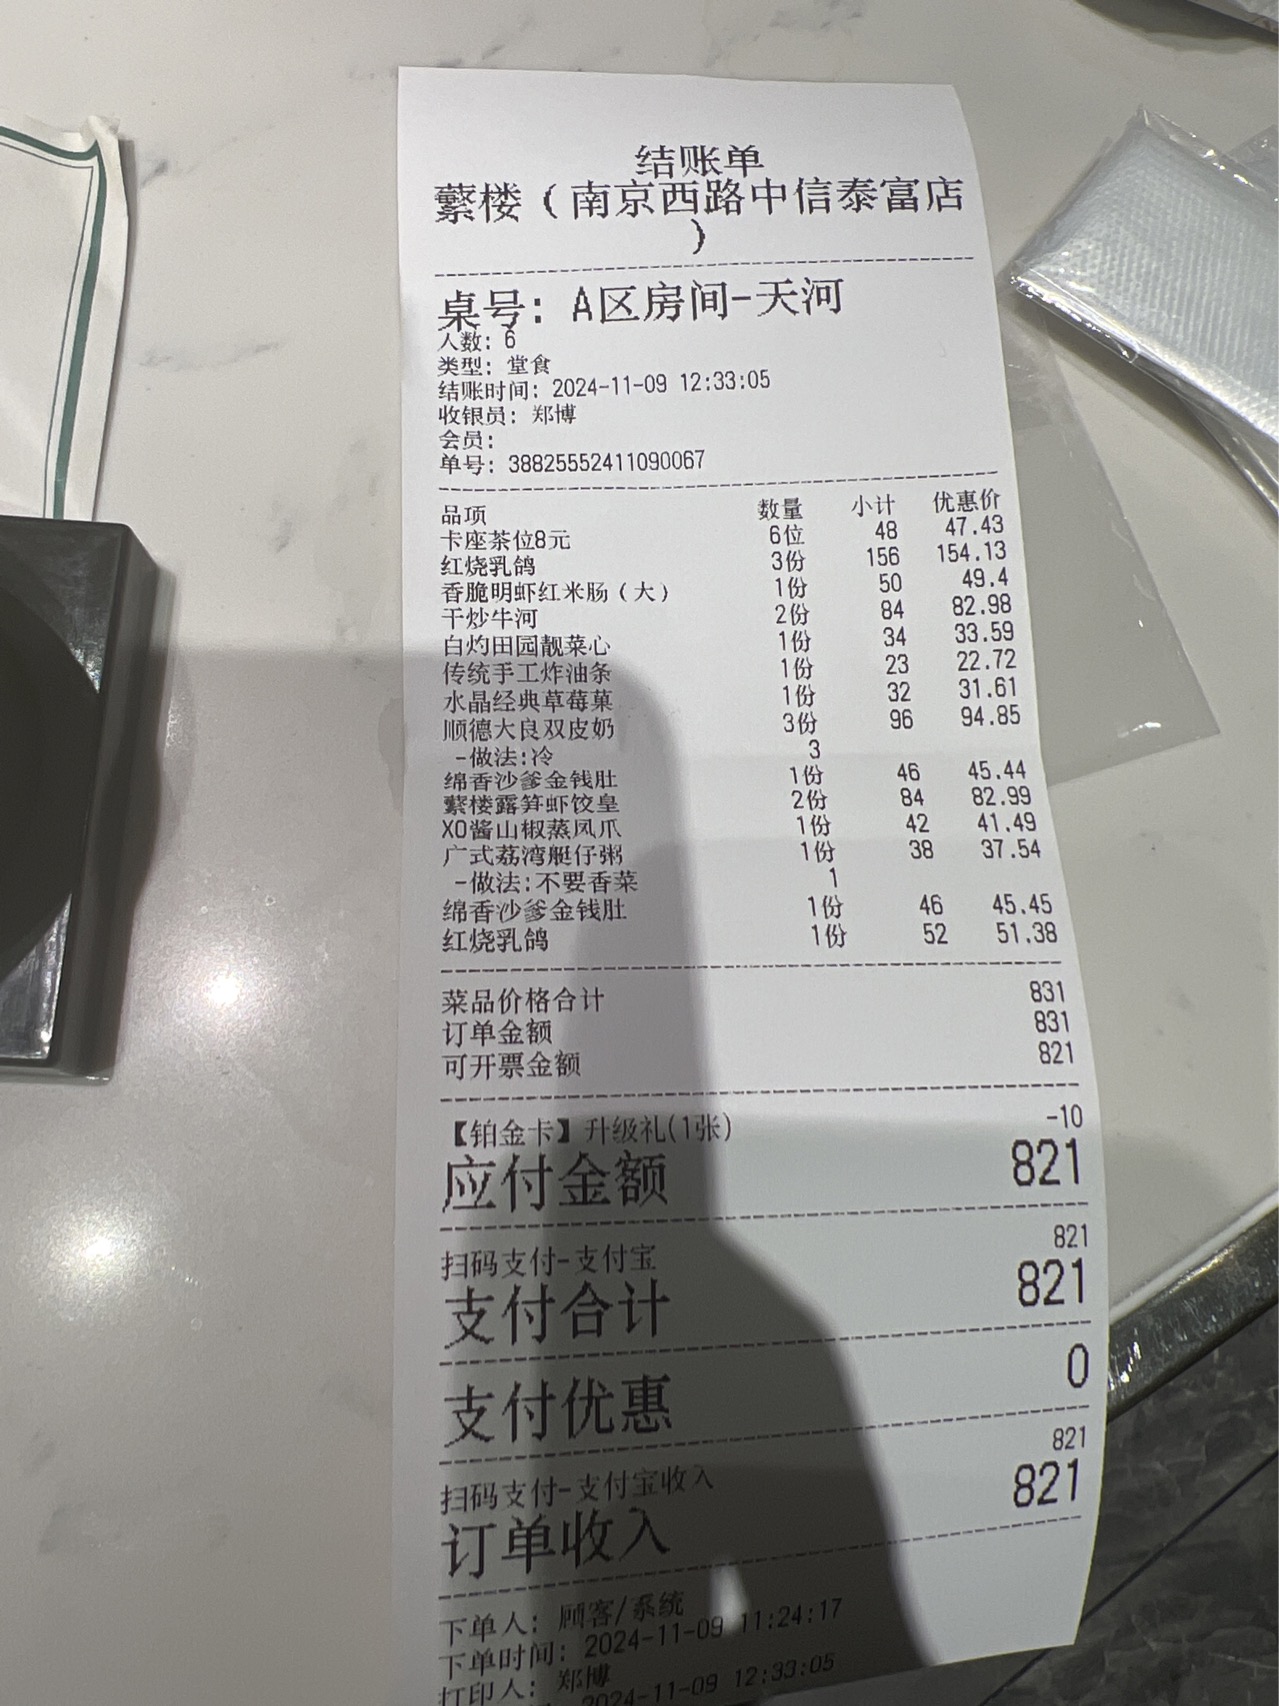 结账单
蘩楼（南京西路中信泰富店
）
桌号：A区房间-天河
人数：6
类型：堂食
结账时间：2024-11-09 12:33:05
收银员：郑博
会员：
单号：38825552411090067
品项 数量 小计 优惠价
卡座茶位8元 6位 48 47.43
红烧乳鸽 3份 156 154.13
香脆明虾红米肠（大） 1份 50 49.4
干炒牛河 2份 84 82.98
白灼田园靓菜心 1份 34 33.59
传统手工炸油条 1份 23 22.72
水晶经典草莓菓 1份 32 31.61
顺德大良双皮奶 3份 96 94.85
-做法:冷 3
绵香沙爹金钱肚 1份 46 45.44
蘩楼露笋虾饺皇 2份 84 82.99
XO酱山椒蒸凤爪 1份 42 41.49
广式荔湾艇仔粥 1份 38 37.54
-做法:不要香菜 1
绵香沙爹金钱肚 1份 46 45.45
红烧乳鸽 1份 52 51.38
菜品价格合计 831
订单金额 831
可开票金额 821
【铂金卡】升级礼(1张) -10
应付金额 821
扫码支付-支付宝 821
支付合计 821
支付优惠 0
扫码支付-支付宝收入 821
订单收入 821
下单人：顾客/系统
下单时间：2024-11-09 11:24:17
打印人：郑博
2024-11-09 12:33:05